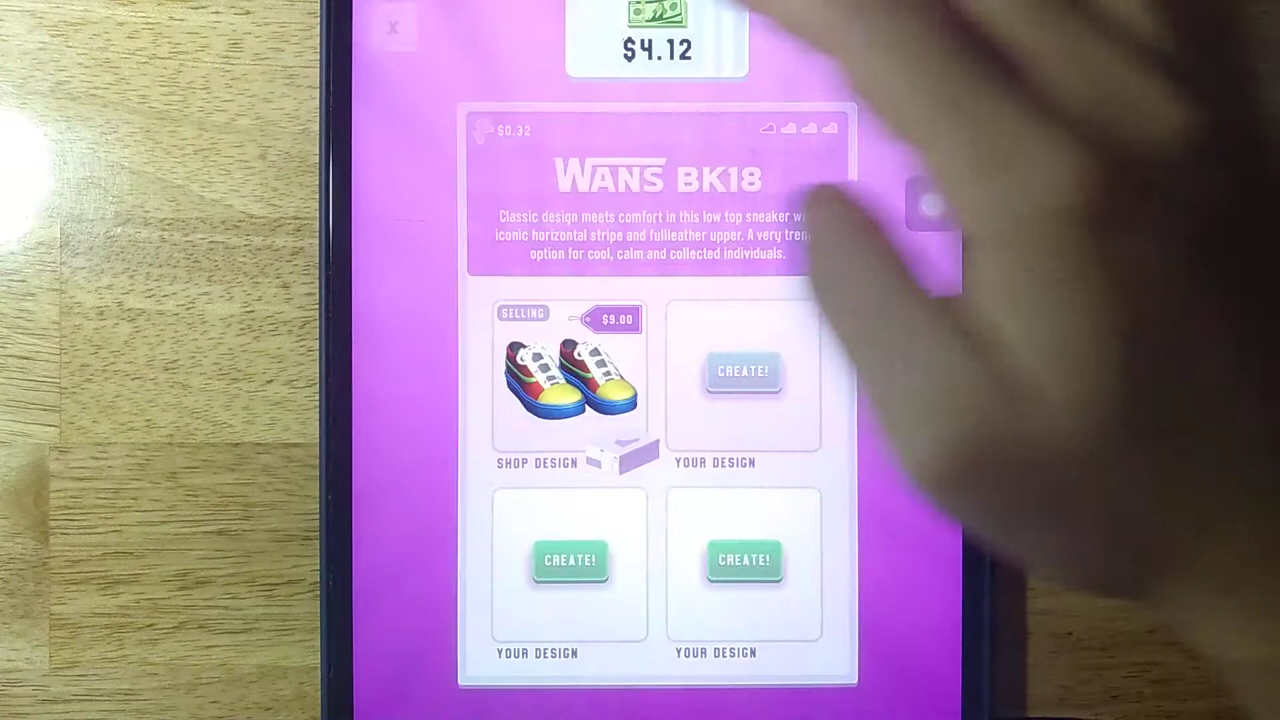 X
$4.12
$0.32
WANS BK18
Classic design meets comfort in this low top sneaker
iconic horizontal stripe and fullleather upper. A very
option for cool, calm and collected individuals.
SELLING
$9.00
CREATE!
SHOP DESIGN
YOUR DESIGN
CREATE!
CREATE!
YOUR DESIGN
YOUR DESIGN